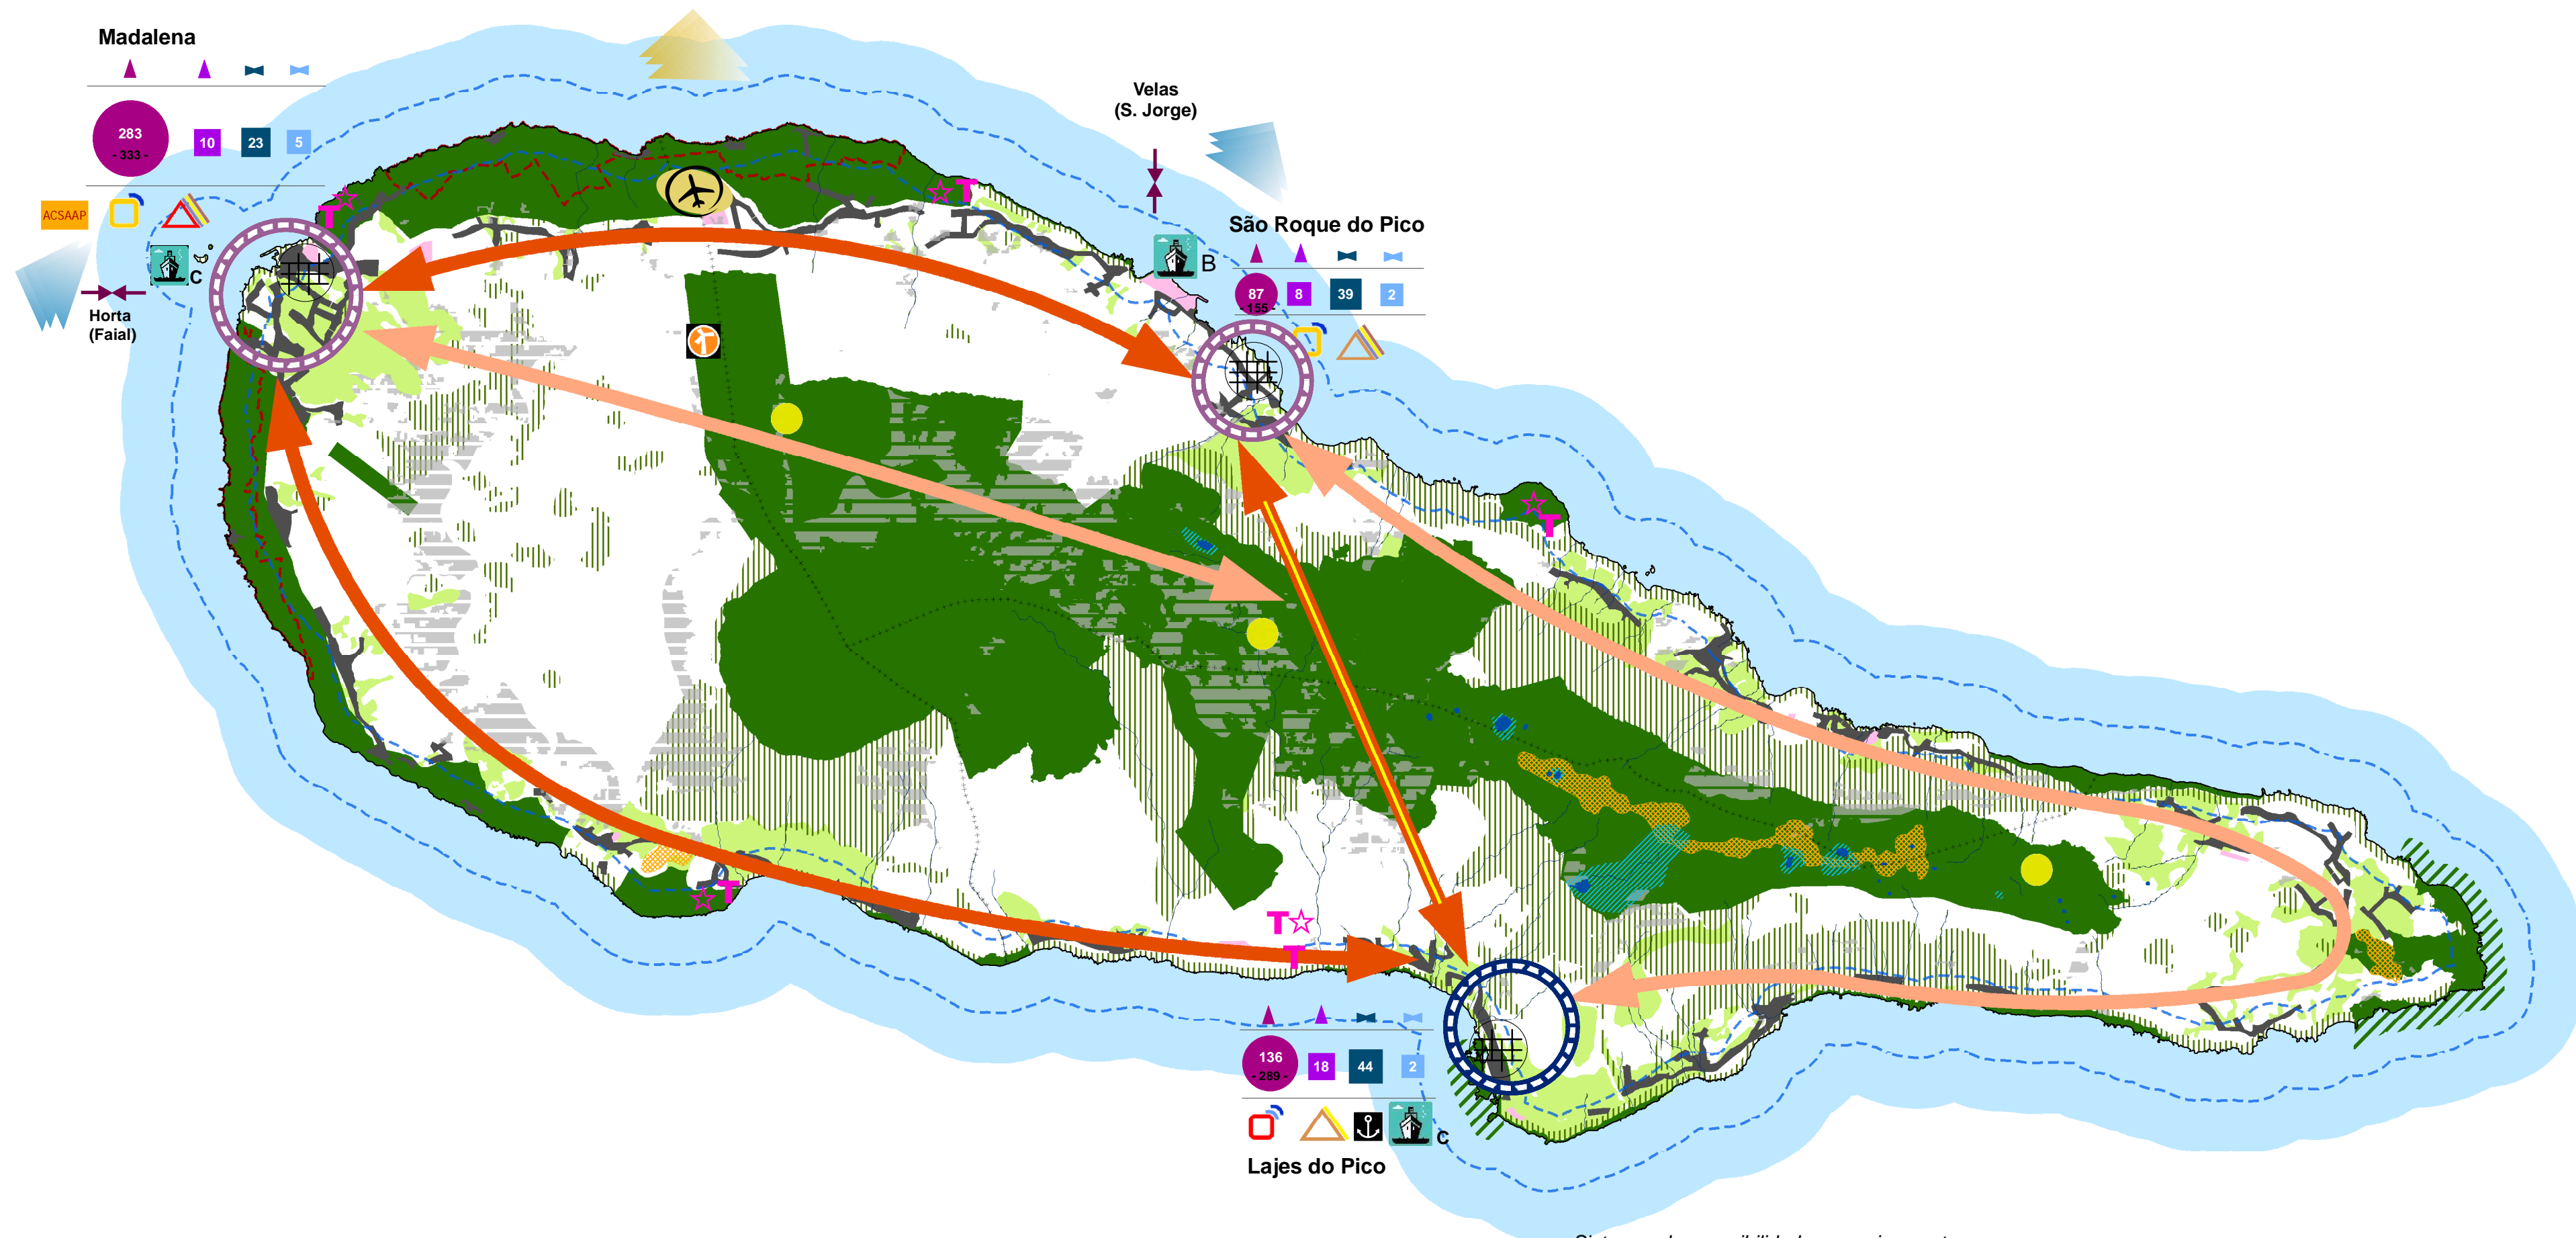 Madalena
283
- 333 -
10
23
5
ACSAAP
C
Horta
(Faial)
Velas
(S. Jorge)
São Roque do Pico
B
87
- 155 -
8
39
2
T
T
T
T
T
T
136
- 289 -
18
44
2
C
Lajes do Pico